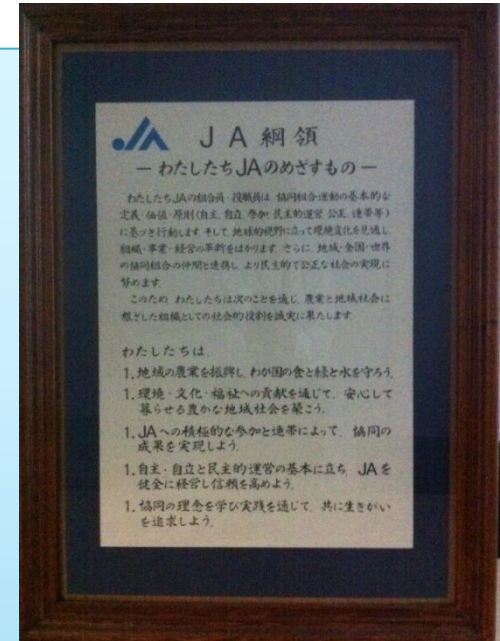 JA綱領
― わたしたちJAのめざすもの ―
わたしたちJAの組合員・役職員は、協同組合運動の基本的な
定義・価値・原則(自主、自立、参加、民主的運営、公正、連帯等)
に基づき行動します。そして、地球的視野に立って環境変化を見通し、
組織・事業・経営の革新をはかります。さらに、地域・全国・世界
の協同組合の仲間と連携し、より民主的で公正な社会の実現に
努めます。
このため、わたしたちは次のことを通じ、農業と地域社会に
根ざした組織としての社会的役割を誠実に果たします。
わたしたちは、
1. 地域の農業を振興し、わが国の食と緑と水を守ろう。
1. 環境・文化・福祉への貢献を通じて、安心して
暮らせる豊かな地域社会を築こう。
1. JAへの積極的な参加と連帯によって、協同の
成果を実現しよう。
1. 自主・自立と民主的運営の基本に立ち、JAを
健全に経営し信頼を高めよう。
1. 協同の理念を学び実践を通じて、共に生きがい
を追求しよう。